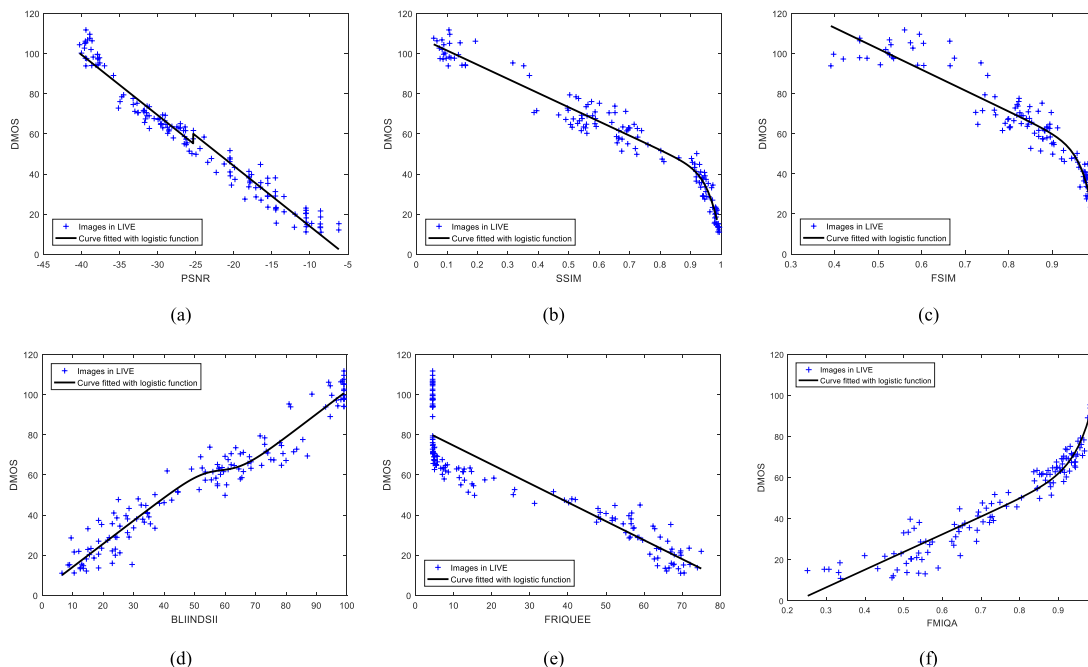 120
100
80
60
40
20
0
DMOS
Images in LIVE
Curve fitted with logistic function
-45 -35 -30 -25 -20 -15 -10 -5
PSNR
(a)
120
100
80
60
40
20
0
DMOS
Images in LIVE
Curve fitted with logistic function
0 0.1 0.2 0.3 0.4 0.5 0.6 0.7 0.8 0.9 1
SSIM
(b)
120
100
80
60
40
20
0
DMOS
Images in LIVE
Curve fitted with logistic function
0.3 0.4 0.5 0.6 0.7 0.8 0.9
FSIM
(c)
120
100
80
60
40
20
0
DMOS
Images in LIVE
Curve fitted with logistic function
0 10 20 30 40 50 60 70 80 90 100
BLIINDSII
(d)
120
100
80
60
40
20
0
DMOS
Images in LIVE
Curve fitted with logistic function
0 10 20 30 40 50 60 70 80
FRIQUEE
(e)
120
100
80
60
40
20
0
DMOS
Images in LIVE
Curve fitted with logistic function
0.2 0.3 0.4 0.5 0.6 0.7 0.8 0.9
FMIQA
(f)